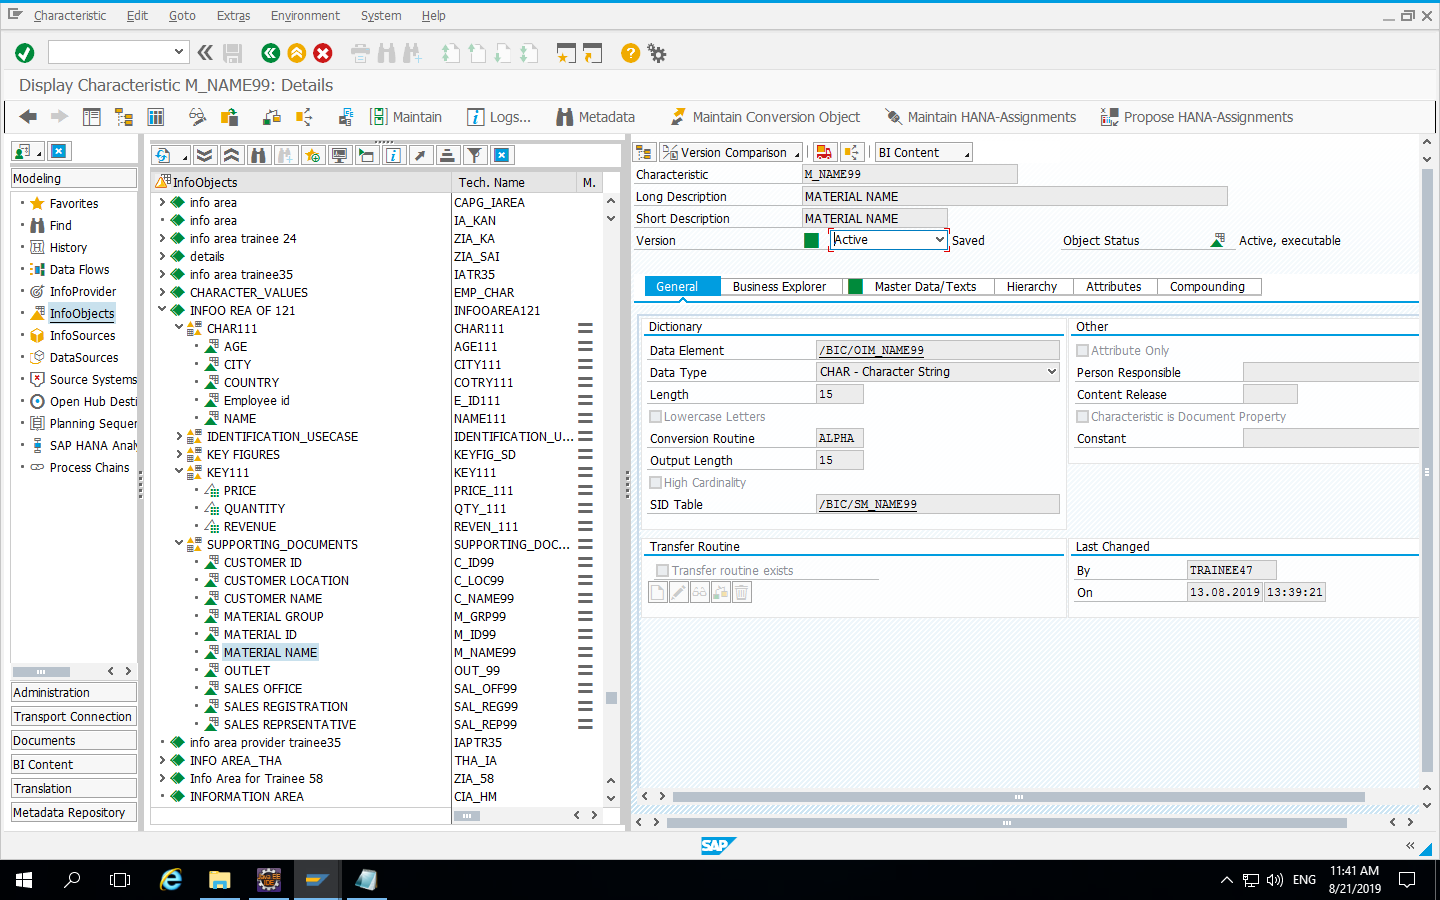 Characteristic Edit Goto Extras Environment System Help
Display Characteristic M_NAME99: Details
Maintain Logs... Metadata Maintain Conversion Object Maintain HANA-Assignments Propose HANA-Assignments
Modeling
Favorites
Find
History
Data Flows
InfoProvider
InfoObjects
InfoSources
DataSources
Source Systems
Open Hub Desti
Planning Sequer
SAP HANA Anal
Process Chains
Administration
Transport Connection
Documents
BI Content
Translation
Metadata Repository
InfoObjects Tech. Name M.
info area CAPG_IAREA
info area IA_KAN
info area trainee 24 ZIA_KA
details ZIA_SAI
info area trainee35 IATR35
CHARACTER_VALUES EMP_CHAR
INFOO REA OF 121 INFOOAREA121
CHAR111 CHAR111
AGE AGE111
CITY CITY111
COUNTRY COTRY111
Employee id E_ID111
NAME NAME111
IDENTIFICATION_USECASE IDENTIFICATION_U...
KEY FIGURES KEYFIG_SD
KEY111 KEY111
PRICE PRICE_111
QUANTITY QTY_111
REVENUE REVEN_111
SUPPORTING_DOCUMENTS SUPPORTING_DOC...
CUSTOMER ID C_ID99
CUSTOMER LOCATION C_LOC99
CUSTOMER NAME C_NAME99
MATERIAL GROUP M_GRP99
MATERIAL ID M_ID99
MATERIAL NAME M_NAME99
OUTLET OUT_99
SALES OFFICE SAL_OFF99
SALES REGISTRATION SAL_REG99
SALES REPRSENTATIVE SAL_REP99
info area provider trainee35 IAPTR35
INFO AREA_THA THA_IA
Info Area for Trainee 58 ZIA_58
INFORMATION AREA CIA_HM
Version Comparison BI Content
Characteristic M_NAME99
Long Description MATERIAL NAME
Short Description MATERIAL NAME
Version Active Saved Object Status Active, executable
General Business Explorer Master Data/Texts Hierarchy Attributes Compounding
Dictionary
Data Element /BIC/OIM_NAME99
Data Type CHAR - Character String
Length 15
Lowercase Letters
Conversion Routine ALPHA
Output Length 15
High Cardinality
SID Table /BIC/SM_NAME99
Other
Attribute Only
Person Responsible
Content Release
Characteristic is Document Property
Constant
Transfer Routine
Transfer routine exists
Last Changed
By TRAINEE47
On 13.08.2019 13:39:21
SAP
ENG
11:41 AM
8/21/2019